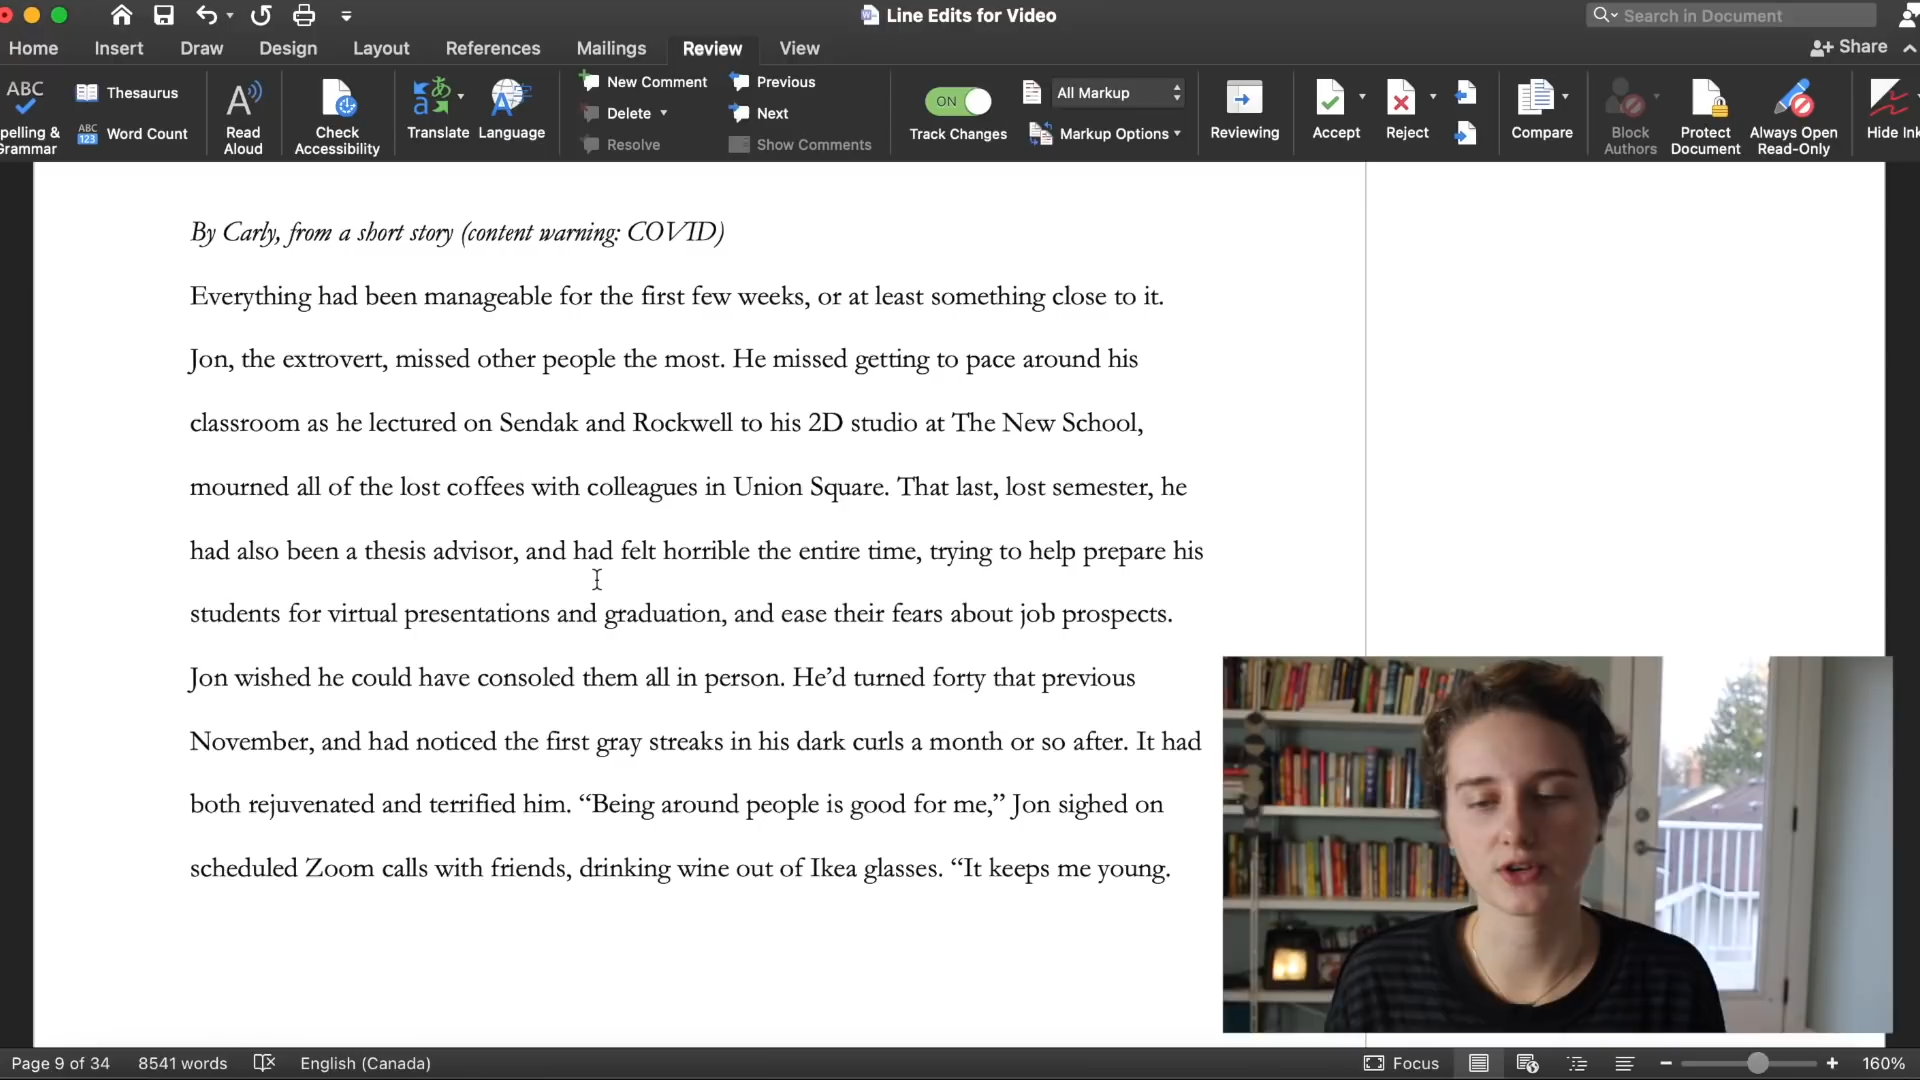 Line Edits for Video
Search in Document
Home Insert Draw Design Layout References Mailings Review View Share
ABC
pelling & Grammar
Thesaurus
ABC 123 Word Count
Read Aloud
Check Accessibility
Translate
Language
New Comment
Delete
Resolve
Previous
Next
Show Comments
ON
Track Changes
All Markup
Markup Options
Reviewing
Accept
Reject
Compare
Block Authors
Protect Document
Always Open Read-Only
Hide Ink
By Carly, from a short story (content warning: COVID)
Everything had been manageable for the first few weeks, or at least something close to it.
Jon, the extrovert, missed other people the most. He missed getting to pace around his
classroom as he lectured on Sendak and Rockwell to his 2D studio at The New School,
mourned all of the lost coffees with colleagues in Union Square. That last, lost semester, he
had also been a thesis advisor, and had felt horrible the entire time, trying to help prepare his
students for virtual presentations and graduation, and ease their fears about job prospects.
Jon wished he could have consoled them all in person. He’d turned forty that previous
November, and had noticed the first gray streaks in his dark curls a month or so after. It had
both rejuvenated and terrified him. “Being around people is good for me,” Jon sighed on
scheduled Zoom calls with friends, drinking wine out of Ikea glasses. “It keeps me young.
Page 9 of 34 8541 words English (Canada) Focus 160%